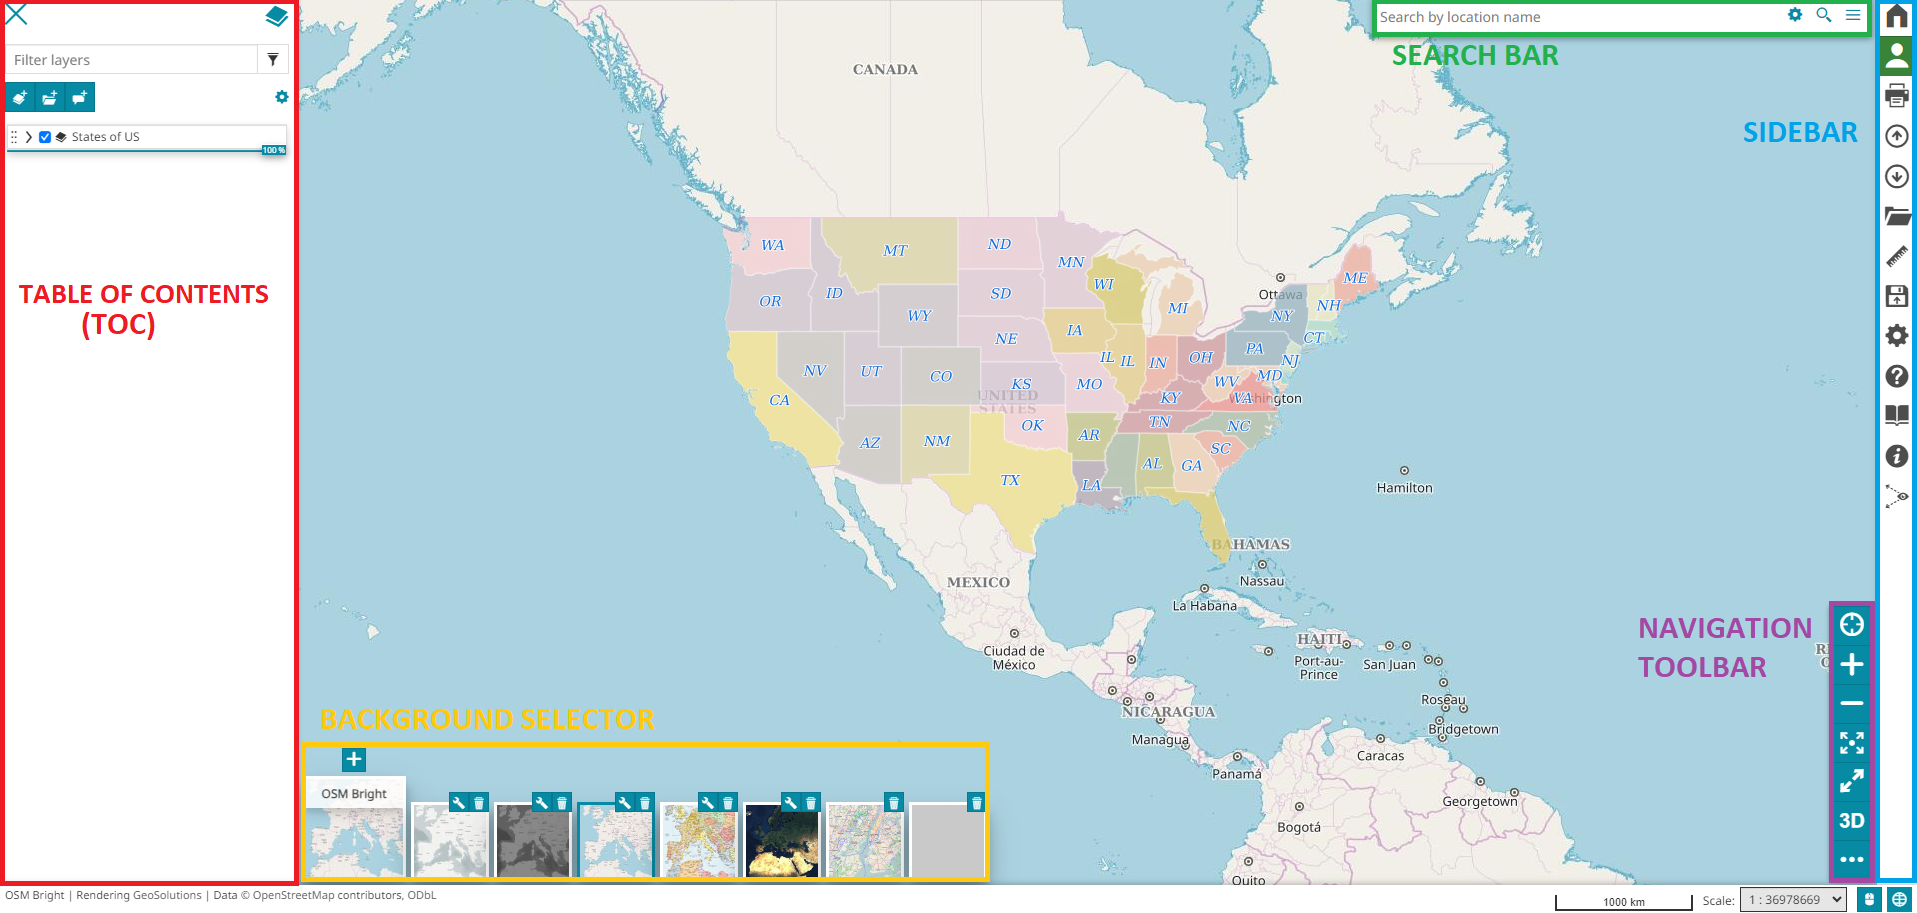 Search by location name
SEARCH BAR
Filter layers
States of US
100 %
TABLE OF CONTENTS
(TOC)
SIDEBAR
CANADA
WA
MT
ND
MN
OR
ID
SD
WI
WY
NE
IA
MI
Ottawa
ME
NH
NY
CT
PA
NJ
NV
UT
CO
KS
MO
IL
IL
IN
OH
WV
MD
VA
Washington
KY
UNITED
STATES
CA
AZ
NM
OK
AR
TN
NC
SC
TX
LA
AL
GA
Hamilton
BAHAMAS
Nassau
MEXICO
La Habana
Ciudad de
México
HAITI
Port-au-
Prince
San Juan
NAVIGATION
TOOLBAR
R
O
Roseau
NICARAGUA
Bridgetown
Managua
Caracas
Panamá
Georgetown
Bogotá
Quito
3D
BACKGROUND SELECTOR
OSM Bright
OSM Bright | Rendering GeoSolutions | Data © OpenStreetMap contributors, ODbL
1000 km
Scale:
1 : 36978669